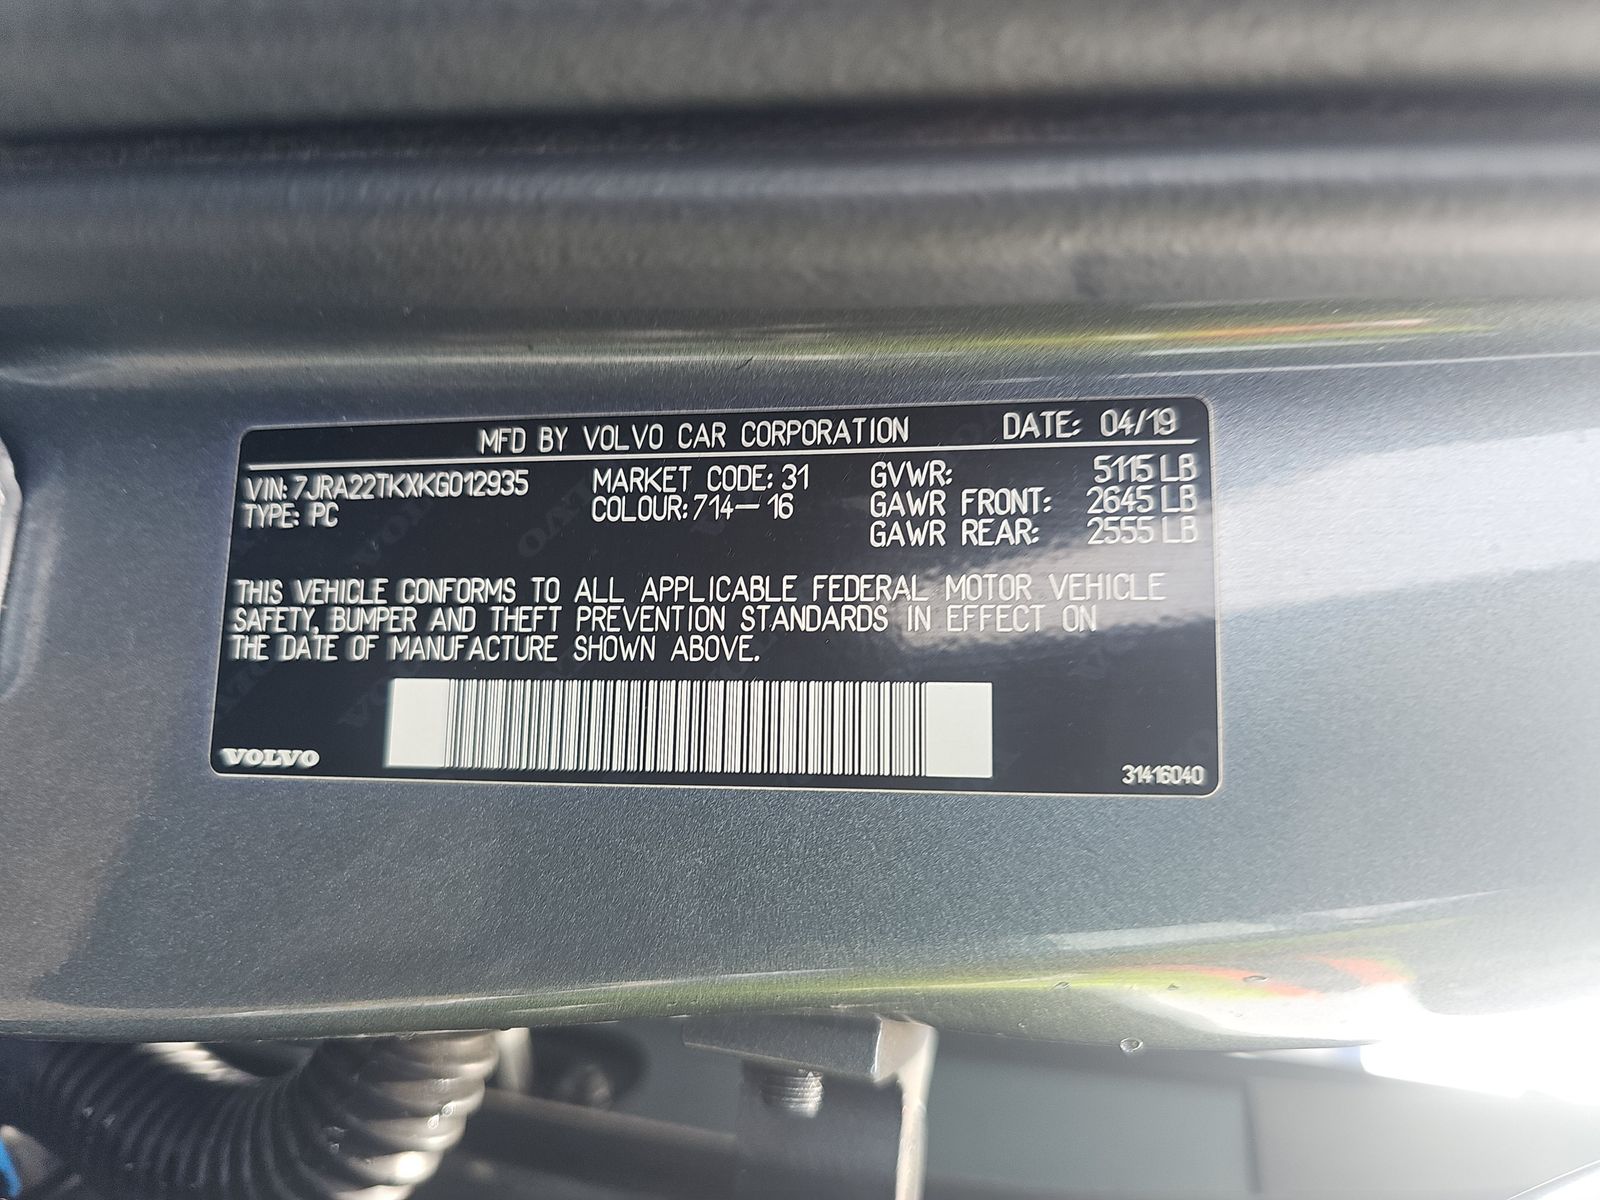 MFD BY VOLVO CAR CORPORATION DATE: 04/19
VIN: 7JRA22TKXKG012935 MARKET CODE: 31 GVWR: 5115 LB
TYPE: PC COLOUR: 714-16 GAWR FRONT: 2645 LB
GAWR REAR: 2555 LB
THIS VEHICLE CONFORMS TO ALL APPLICABLE FEDERAL MOTOR VEHICLE
SAFETY, BUMPER AND THEFT PREVENTION STANDARDS IN EFFECT ON
THE DATE OF MANUFACTURE SHOWN ABOVE.
VOLVO
31416040